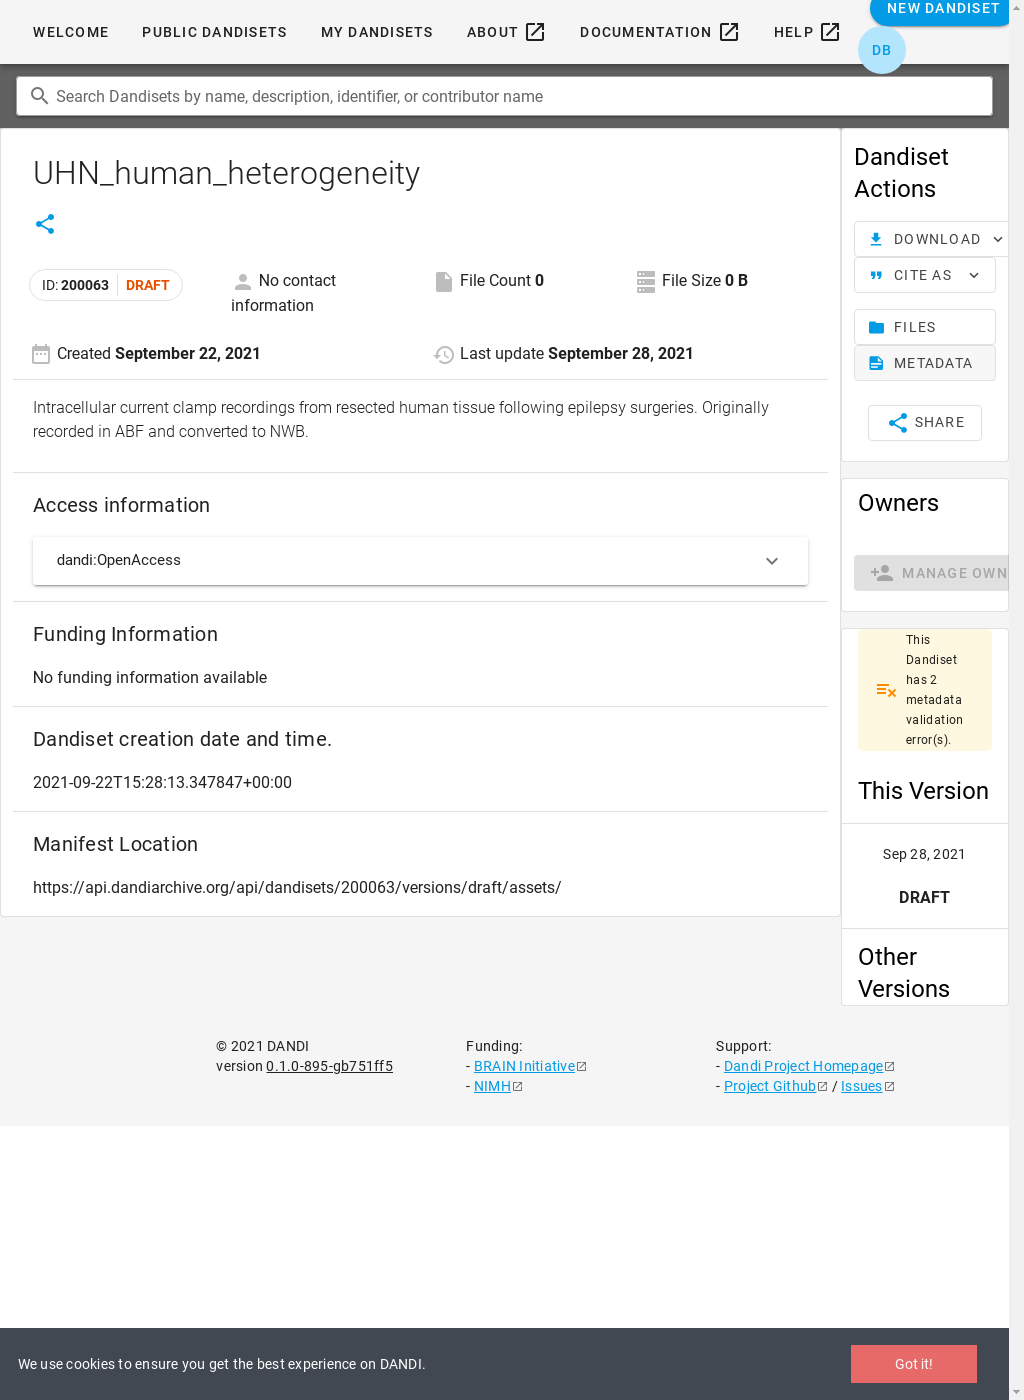 WELCOME PUBLIC DANDISETS MY DANDISETS ABOUT DOCUMENTATION HELP NEW DANDISET
DB
Search Dandisets by name, description, identifier, or contributor name
UHN_human_heterogeneity
ID: 200063 DRAFT
No contact
information
File Count 0
File Size 0 B
Created September 22, 2021
Last update September 28, 2021
Intracellular current clamp recordings from resected human tissue following epilepsy surgeries. Originally
recorded in ABF and converted to NWB.
Access information
dandi:OpenAccess
Funding Information
No funding information available
Dandiset creation date and time.
2021-09-22T15:28:13.347847+00:00
Manifest Location
https://api.dandiarchive.org/api/dandisets/200063/versions/draft/assets/
Dandiset
Actions
DOWNLOAD
CITE AS
FILES
METADATA
SHARE
Owners
MANAGE OWN
This
Dandiset
has 2
metadata
validation
error(s).
This Version
Sep 28, 2021
DRAFT
Other
Versions
© 2021 DANDI
version 0.1.0-895-gb751ff5
Funding:
- BRAIN Initiative
- NIMH
Support:
- Dandi Project Homepage
- Project Github / Issues
We use cookies to ensure you get the best experience on DANDI.
Got it!